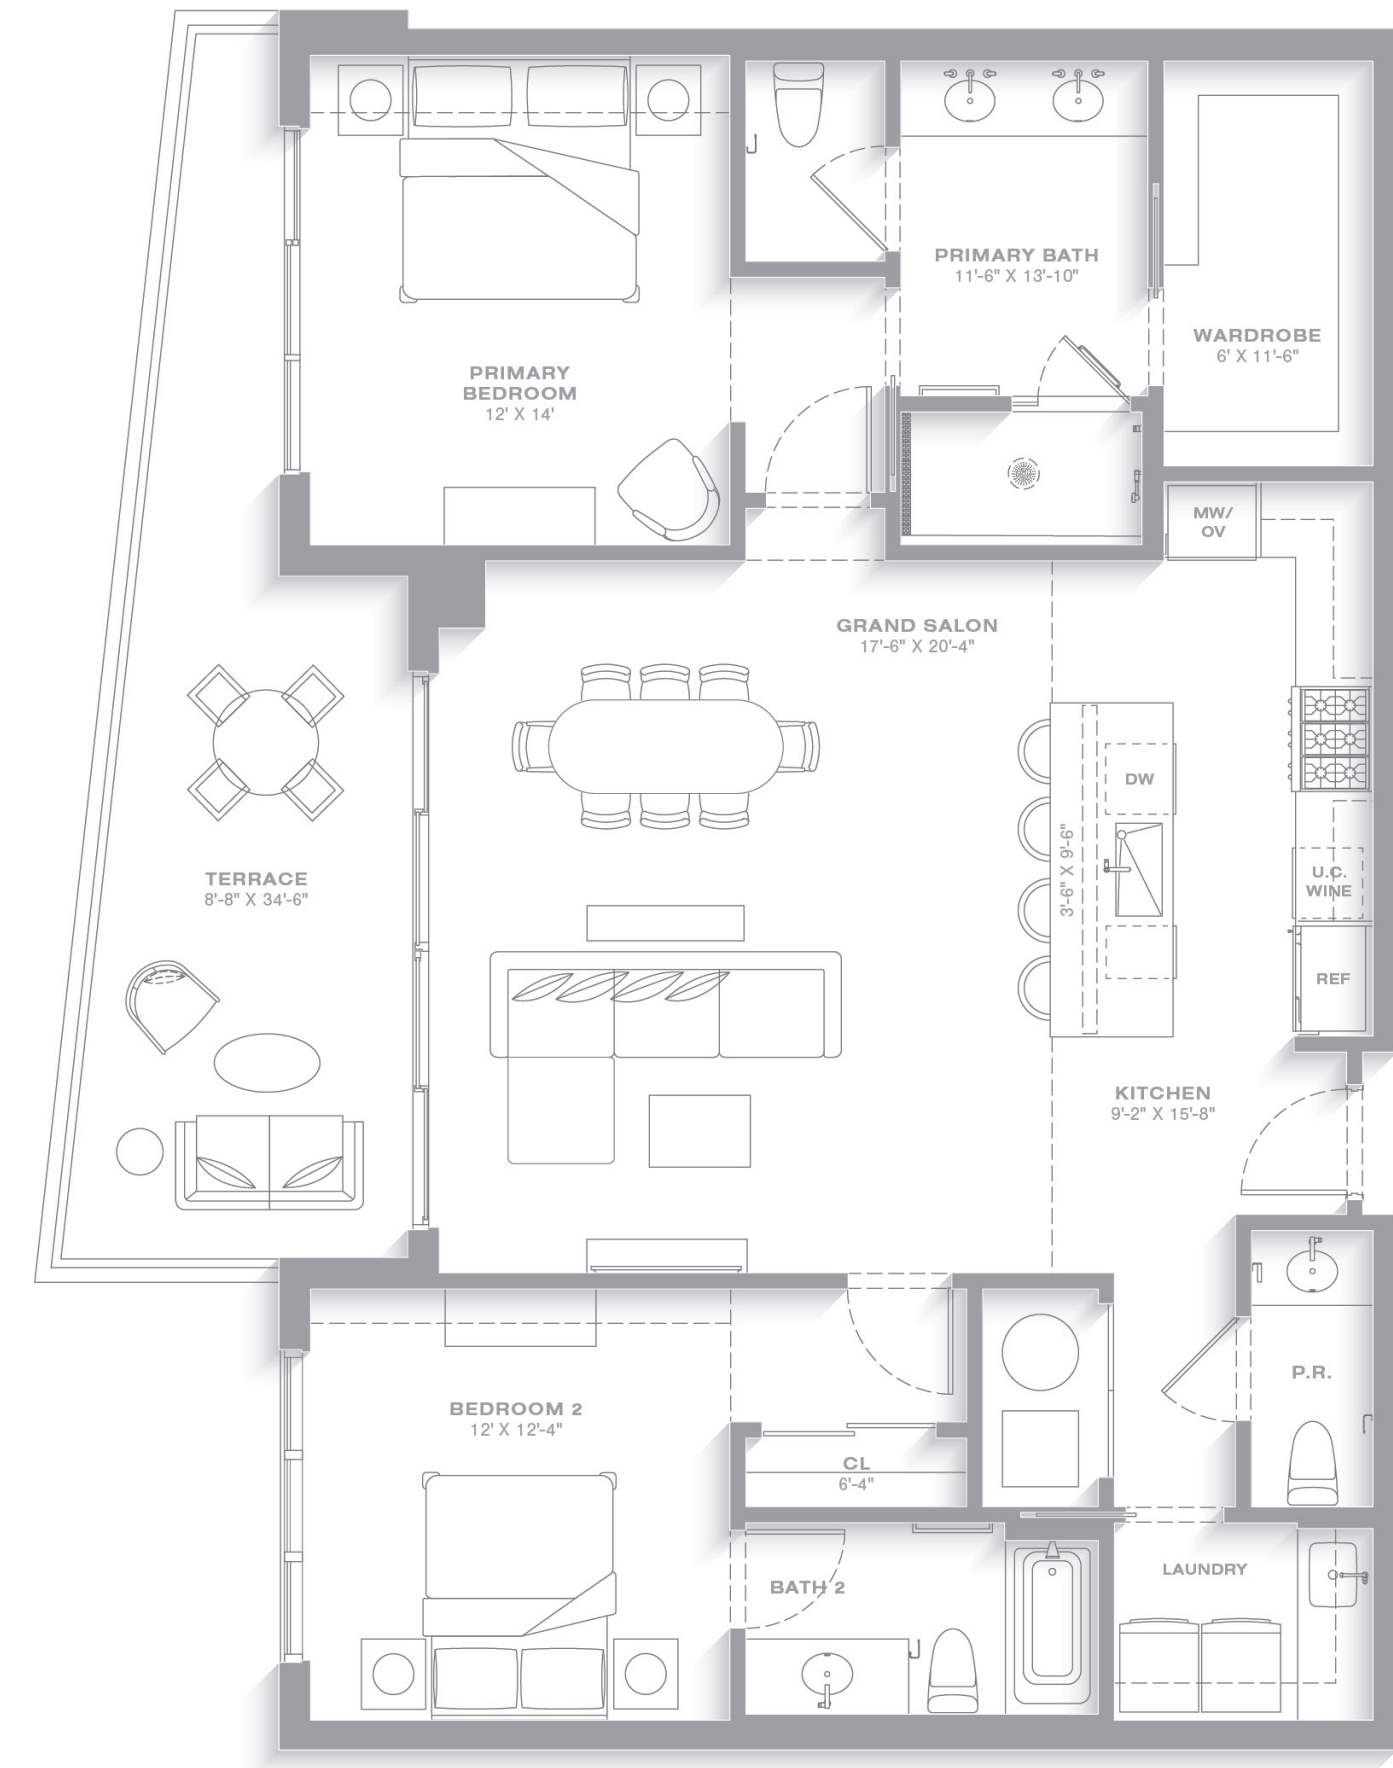 PRIMARY BATH
11'-6" X 13'-10"
WARDROBE
6' X 11'-6"
PRIMARY
BEDROOM
12' X 14'
MW/
OV
GRAND SALON
17'-6" X 20'-4"
DW
3'-6" X 9'-6"
TERRACE
8'-8" X 34'-6"
U.C.
WINE
REF
KITCHEN
9'-2" X 15'-8"
P.R.
BEDROOM 2
12' X 12'-4"
CL
6'-4"
LAUNDRY
BATH 2